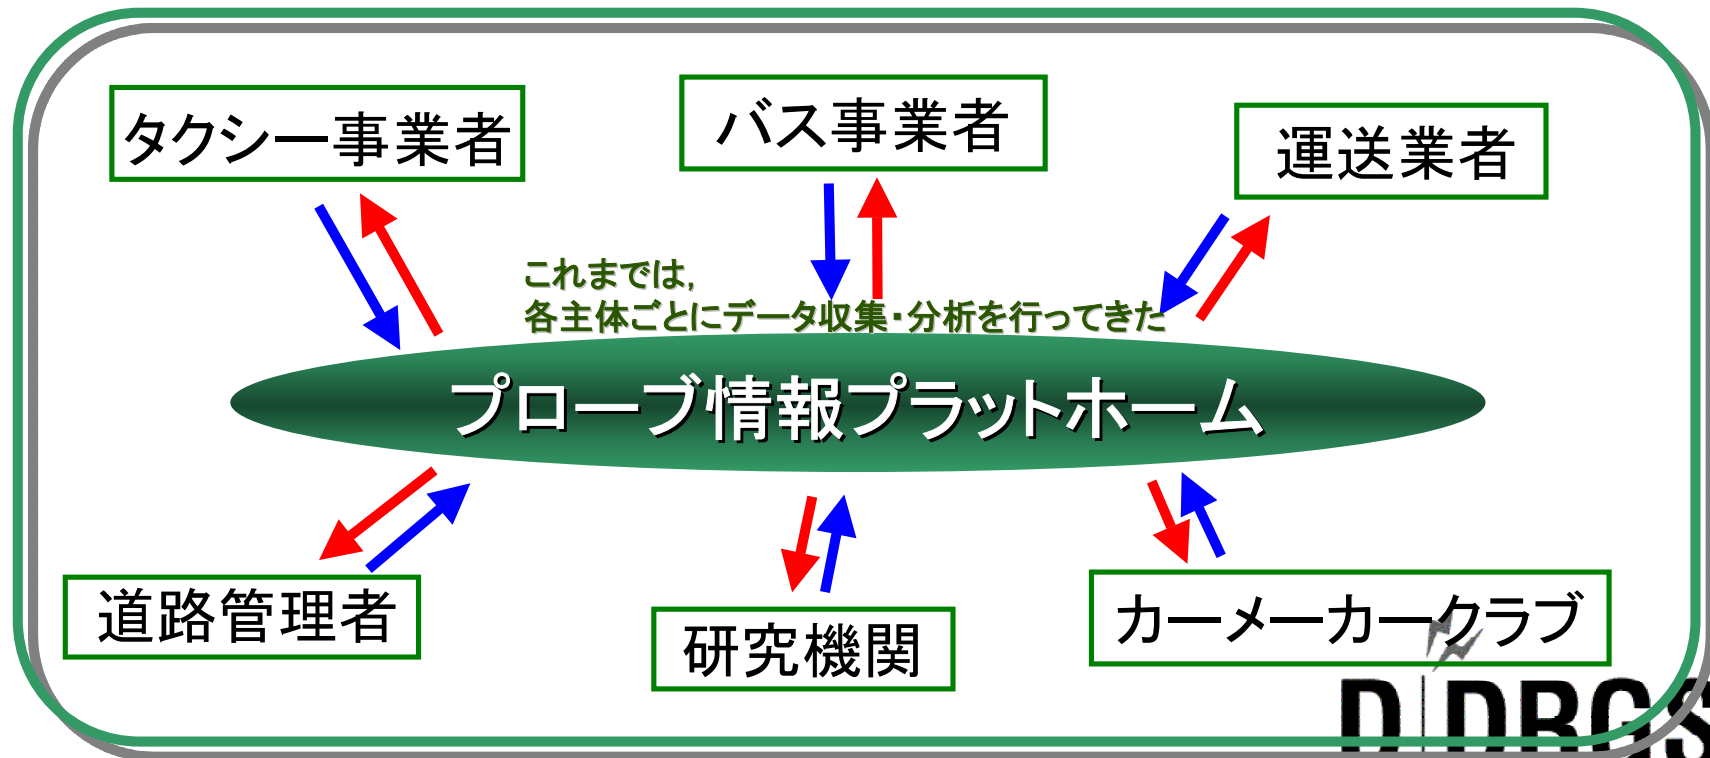 タクシー事業者
バス事業者
運送業者
これまでは,
各主体ごとにデータ収集・分析を行ってきた
プローブ情報プラットホーム
道路管理者
研究機関
カーメーカークラブ